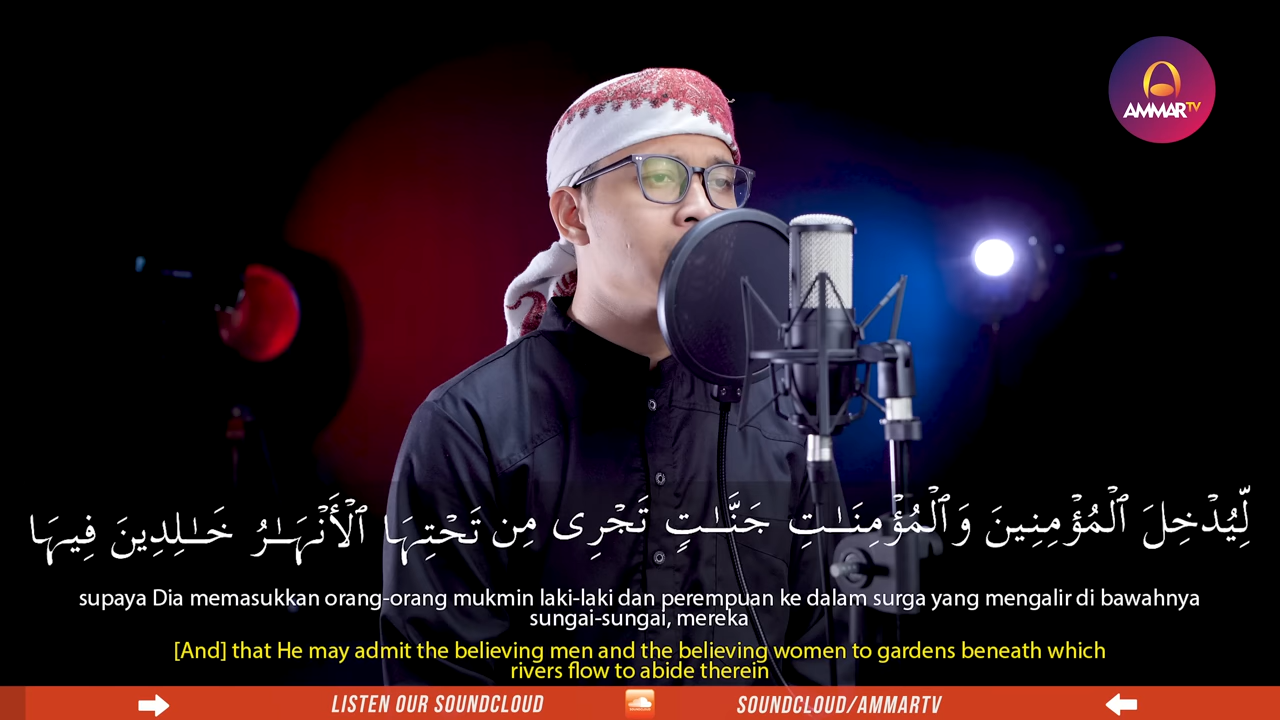 AMMARTV
لِّيُدْخِلَ ٱلْمُؤْمِنِينَ وَٱلْمُؤْمِنَـٰتِ جَنَّـٰتٍ تَجْرِى مِن تَحْتِهَا ٱلْأَنْهَـٰرُ خَـٰلِدِينَ فِيهَا
supaya Dia memasukkan orang-orang mukmin laki-laki dan perempuan ke dalam surga yang mengalir di bawahnya
sungai-sungai, mereka
[And] that He may admit the believing men and the believing women to gardens beneath which
rivers flow to abide therein
LISTEN OUR SOUNDCLOUD SOUNDCLOUD/AMMARTV